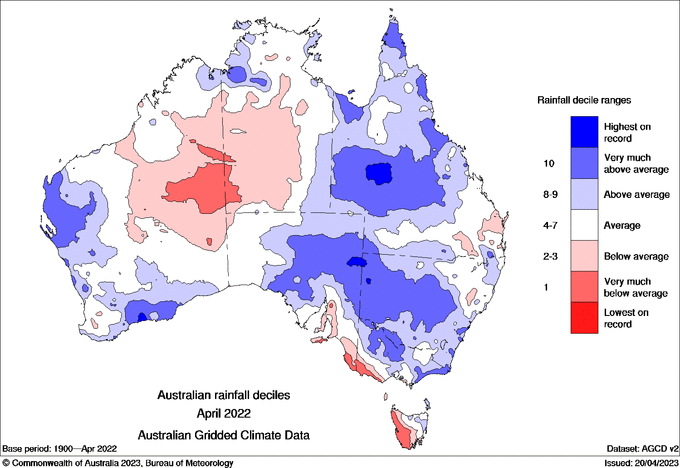 Rainfall decile ranges
Highest on
record
10
Very much
above average
8-9
Above average
4-7
Average
2-3
Below average
1
Very much
below average
Lowest on
record
Australian rainfall deciles
April 2022
Australian Gridded Climate Data
Base period: 1900—Apr 2022
Dataset: AGCD v2
© Commonwealth of Australia 2023, Bureau of Meteorology
Issued: 20/04/2023